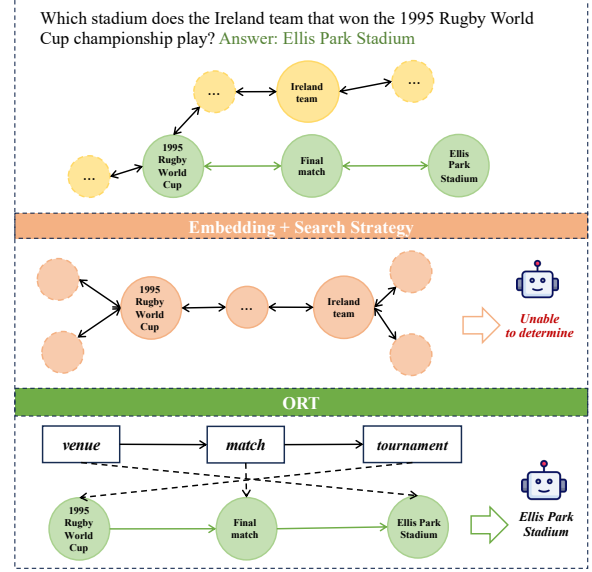 Which stadium does the Ireland team that won the 1995 Rugby World
Cup championship play? Answer: Ellis Park Stadium
...
Ireland
team
...
...
1995
Rugby
World
Cup
Final
match
Ellis
Park
Stadium
Embedding + Search Strategy
1995
Rugby
World
Cup
...
Ireland
team
Unable
to determine
ORT
venue
match
tournament
1995
Rugby
World
Cup
Final
match
Ellis Park
Stadium
Ellis Park
Stadium